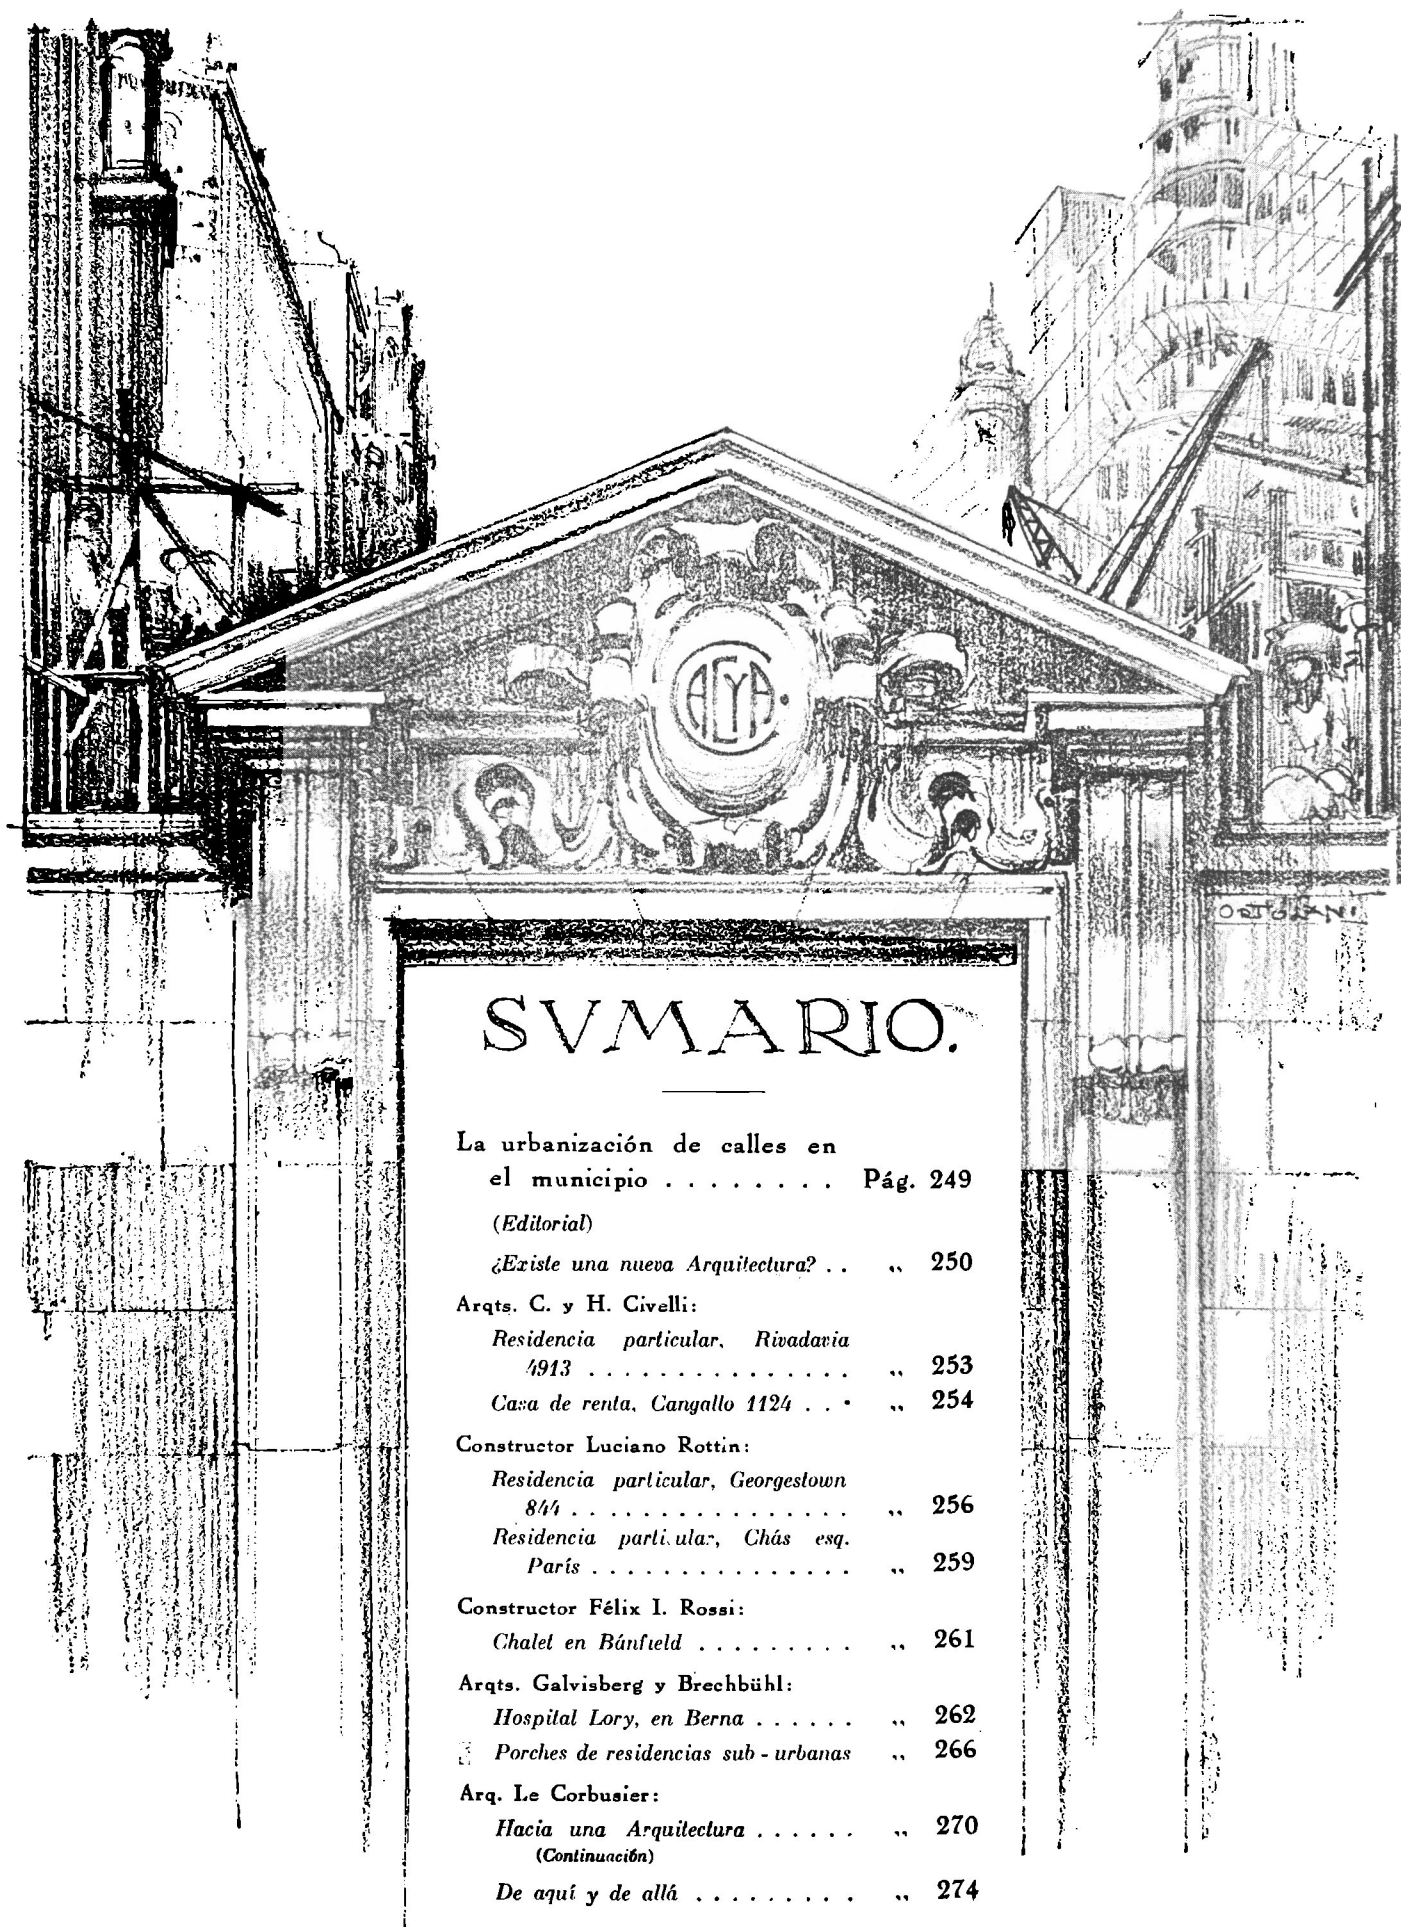 ACYA.
ORTOLAN.
SVMARIO.
La urbanización de calles en
el municipio . . . . . . . . Pág. 249
(Editorial)
¿Existe una nueva Arquitectura? . . ,, 250
Arqts. C. y H. Civelli:
Residencia particular, Rivadavia
4913 . . . . . . . . . . . . . . . ,, 253
Casa de renta, Cangallo 1124 . . . ,, 254
Constructor Luciano Rottin:
Residencia particular, Georgestown
844 . . . . . . . . . . . . . . . . ,, 256
Residencia particular, Chás esq.
París . . . . . . . . . . . . . . . ,, 259
Constructor Félix I. Rossi:
Chalet en Bánfield . . . . . . . . . ,, 261
Arqts. Galvisberg y Brechbühl:
Hospital Lory, en Berna . . . . . . ,, 262
Porches de residencias sub-urbanas ,, 266
Arq. Le Corbusier:
Hacia una Arquitectura . . . . . . ,, 270
(Continuación)
De aquí y de allá . . . . . . . . . ,, 274